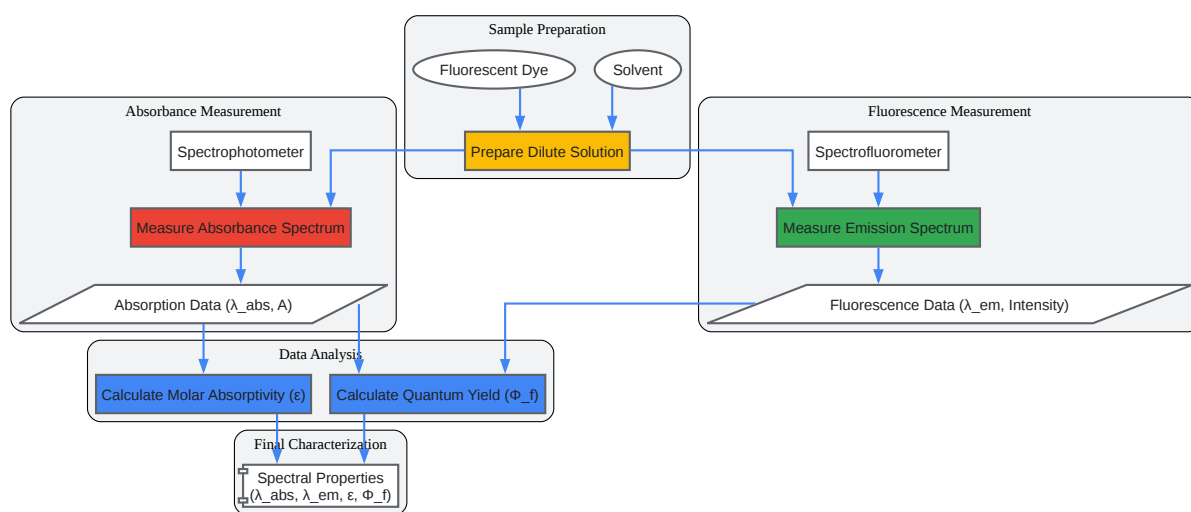 Sample Preparation
Fluorescent Dye
Solvent
Absorbance Measurement
Fluorescence Measurement
Spectrophotometer
Prepare Dilute Solution
Spectrofluorometer
Measure Absorbance Spectrum
Measure Emission Spectrum
Absorption Data (λ_abs, A)
Fluorescence Data (λ_em, Intensity)
Data Analysis
Calculate Molar Absorptivity (ε)
Calculate Quantum Yield (Φ_f)
Final Characterization
Spectral Properties
(λ_abs, λ_em, ε, Φ_f)